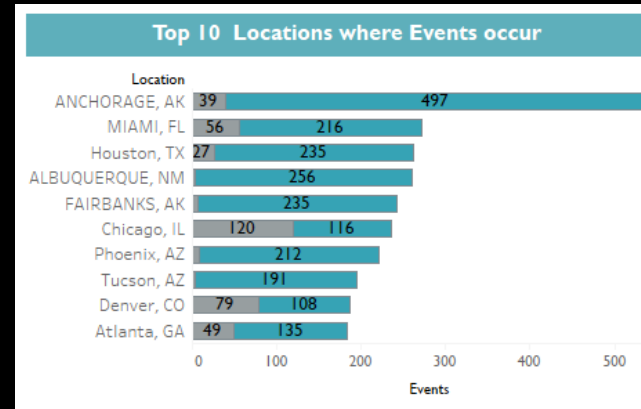 Top 10 Locations where Events occur
Location
ANCHORAGE, AK 39 497
MIAMI, FL 56 216
Houston, TX 27 235
ALBUQUERQUE, NM 256
FAIRBANKS, AK 235
Chicago, IL 120 116
Phoenix, AZ 212
Tucson, AZ 191
Denver, CO 79 108
Atlanta, GA 49 135
0 100 200 300 400 500
Events